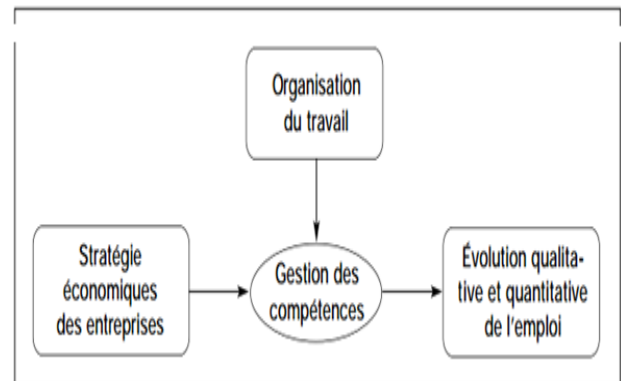 Organisation
du travail
Stratégie
économiques
des entreprises
Gestion des
compétences
Évolution qualita-
tive et quantitative
de l'emploi